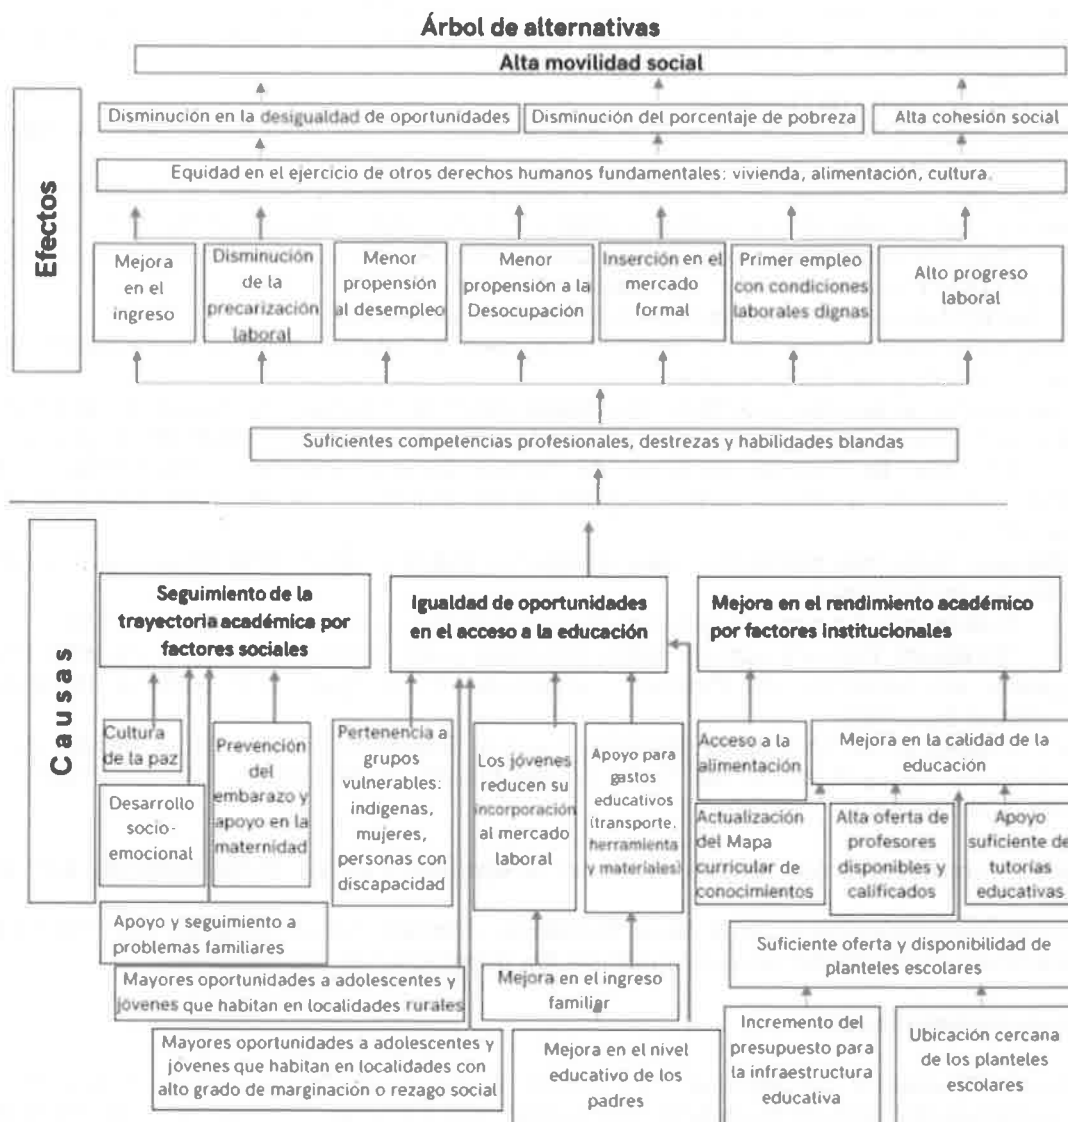 Árbol de alternativas
Alta movilidad social
Disminución en la desigualdad de oportunidades
Disminución del porcentaje de pobreza
Alta cohesión social
Equidad en el ejercicio de otros derechos humanos fundamentales: vivienda, alimentación, cultura.
Efectos
Mejora
en el
ingreso
Disminución
de la
precarización
laboral
Menor
propensión
al desempleo
Menor
propensión a la
Desocupación
Inserción en el
mercado
formal
Primer empleo
con condiciones
laborales dignas
Alto progreso
laboral
Suficientes competencias profesionales, destrezas y habilidades blandas
Causas
Seguimiento de la
trayectoria académica por
factores sociales
Igualdad de oportunidades
en el acceso a la educación
Mejora en el rendimiento académico
por factores institucionales
Cultura
de la paz
Desarrollo
socio-
emocional
Prevención
del
embarazo y
apoyo en la
maternidad
Apoyo y seguimiento a
problemas familiares
Mayores oportunidades a adolescentes y
jóvenes que habitan en localidades rurales
Mayores oportunidades a adolescentes y
jóvenes que habitan en localidades con
alto grado de marginación o rezago social
Pertenencia a
grupos
vulnerables:
indigenas,
mujeres,
personas con
discapacidad
Los jóvenes
reducen su
incorporación
al mercado
laboral
Apoyo para
gastos
educativos
(transporte,
herramienta
y materiales)
Mejora en el ingreso
familiar
Mejora en el nivel
educativo de los
padres
Acceso a la
alimentación
Mejora en la calidad de la
educación
Actualización
del Mapa
curricular de
conocimientos
Alta oferta de
profesores
disponibles y
calificados
Apoyo
suficiente de
tutorías
educativas
Suficiente oferta y disponibilidad de
planteles escolares
Incremento del
presupuesto para
la infraestructura
educativa
Ubicación cercana
de los planteles
escolares